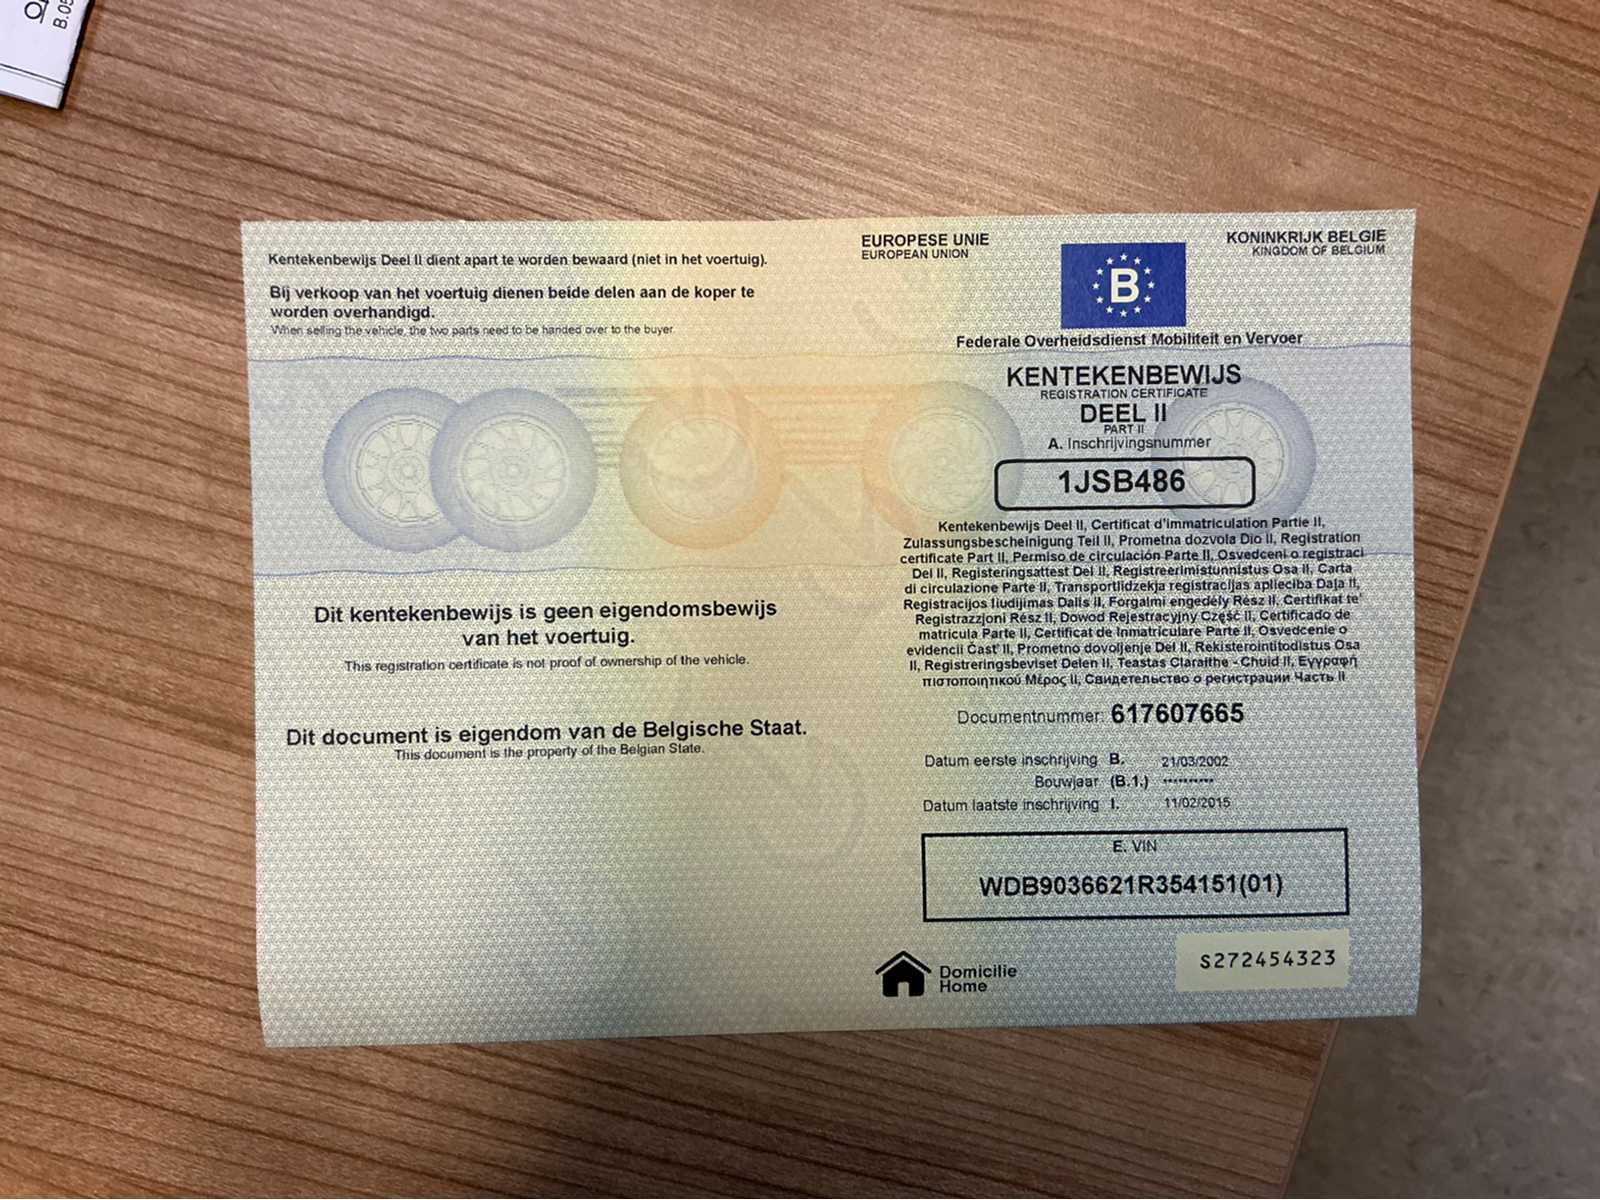 B.05
Kentekenbewijs Deel II dient apart te worden bewaard (niet in het voertuig).
Bij verkoop van het voertuig dienen beide delen aan de koper te
worden overhandigd.
When selling the vehicle, the two parts need to be handed over to the buyer.
Dit kentekenbewijs is geen eigendomsbewijs
van het voertuig.
This registration certificate is not proof of ownership of the vehicle.
Dit document is eigendom van de Belgische Staat.
This document is the property of the Belgian State.
EUROPESE UNIE
EUROPEAN UNION
KONINKRIJK BELGIE
KINGDOM OF BELGIUM
B
Federale Overheidsdienst Mobiliteit en Vervoer
KENTEKENBEWIJS
REGISTRATION CERTIFICATE
DEEL II
PART II
A. Inschrijvingsnummer
1JSB486
Kentekenbewijs Deel II, Certificat d'immatriculation Partie II,
Zulassungsbescheinigung Teil II, Prometna dozvola Dio II, Registration
certificate Part II, Permiso de circulación Parte II, Osvedceni o registraci
Del II, Registeringsattest Del II, Registreerimistunnistus Osa II, Carta
di circulazione Parte II, Transportlidzekja registracijas aplieciba Daļa II,
Registracijos liudijimas Dalis II, Forgalmi engedély Rész II, Certifikat te'
Registrazzjoni Rész II, Dowod Rejestracyjny Część II, Certificado de
matricula Parte II, Certificat de Inmatriculare Parte II, Osvedcenie o
evidencii Časť II, Prometno dovoljenje Del II, Rekisterointitodistus Osa
II, Registreringsbeviset Delen II, Teastas Claraithe - Chuid II, Εγγραφή
πιστοποιητικού Μέρος II, Свидетельство о регистрации Часть II
Documentnummer: 617607665
Datum eerste inschrijving B. 21/03/2002
Bouwjaar (B.1.) **********
Datum laatste inschrijving I. 11/02/2015
E. VIN
WDB9036621R354151(01)
Domicilie
Home
S272454323